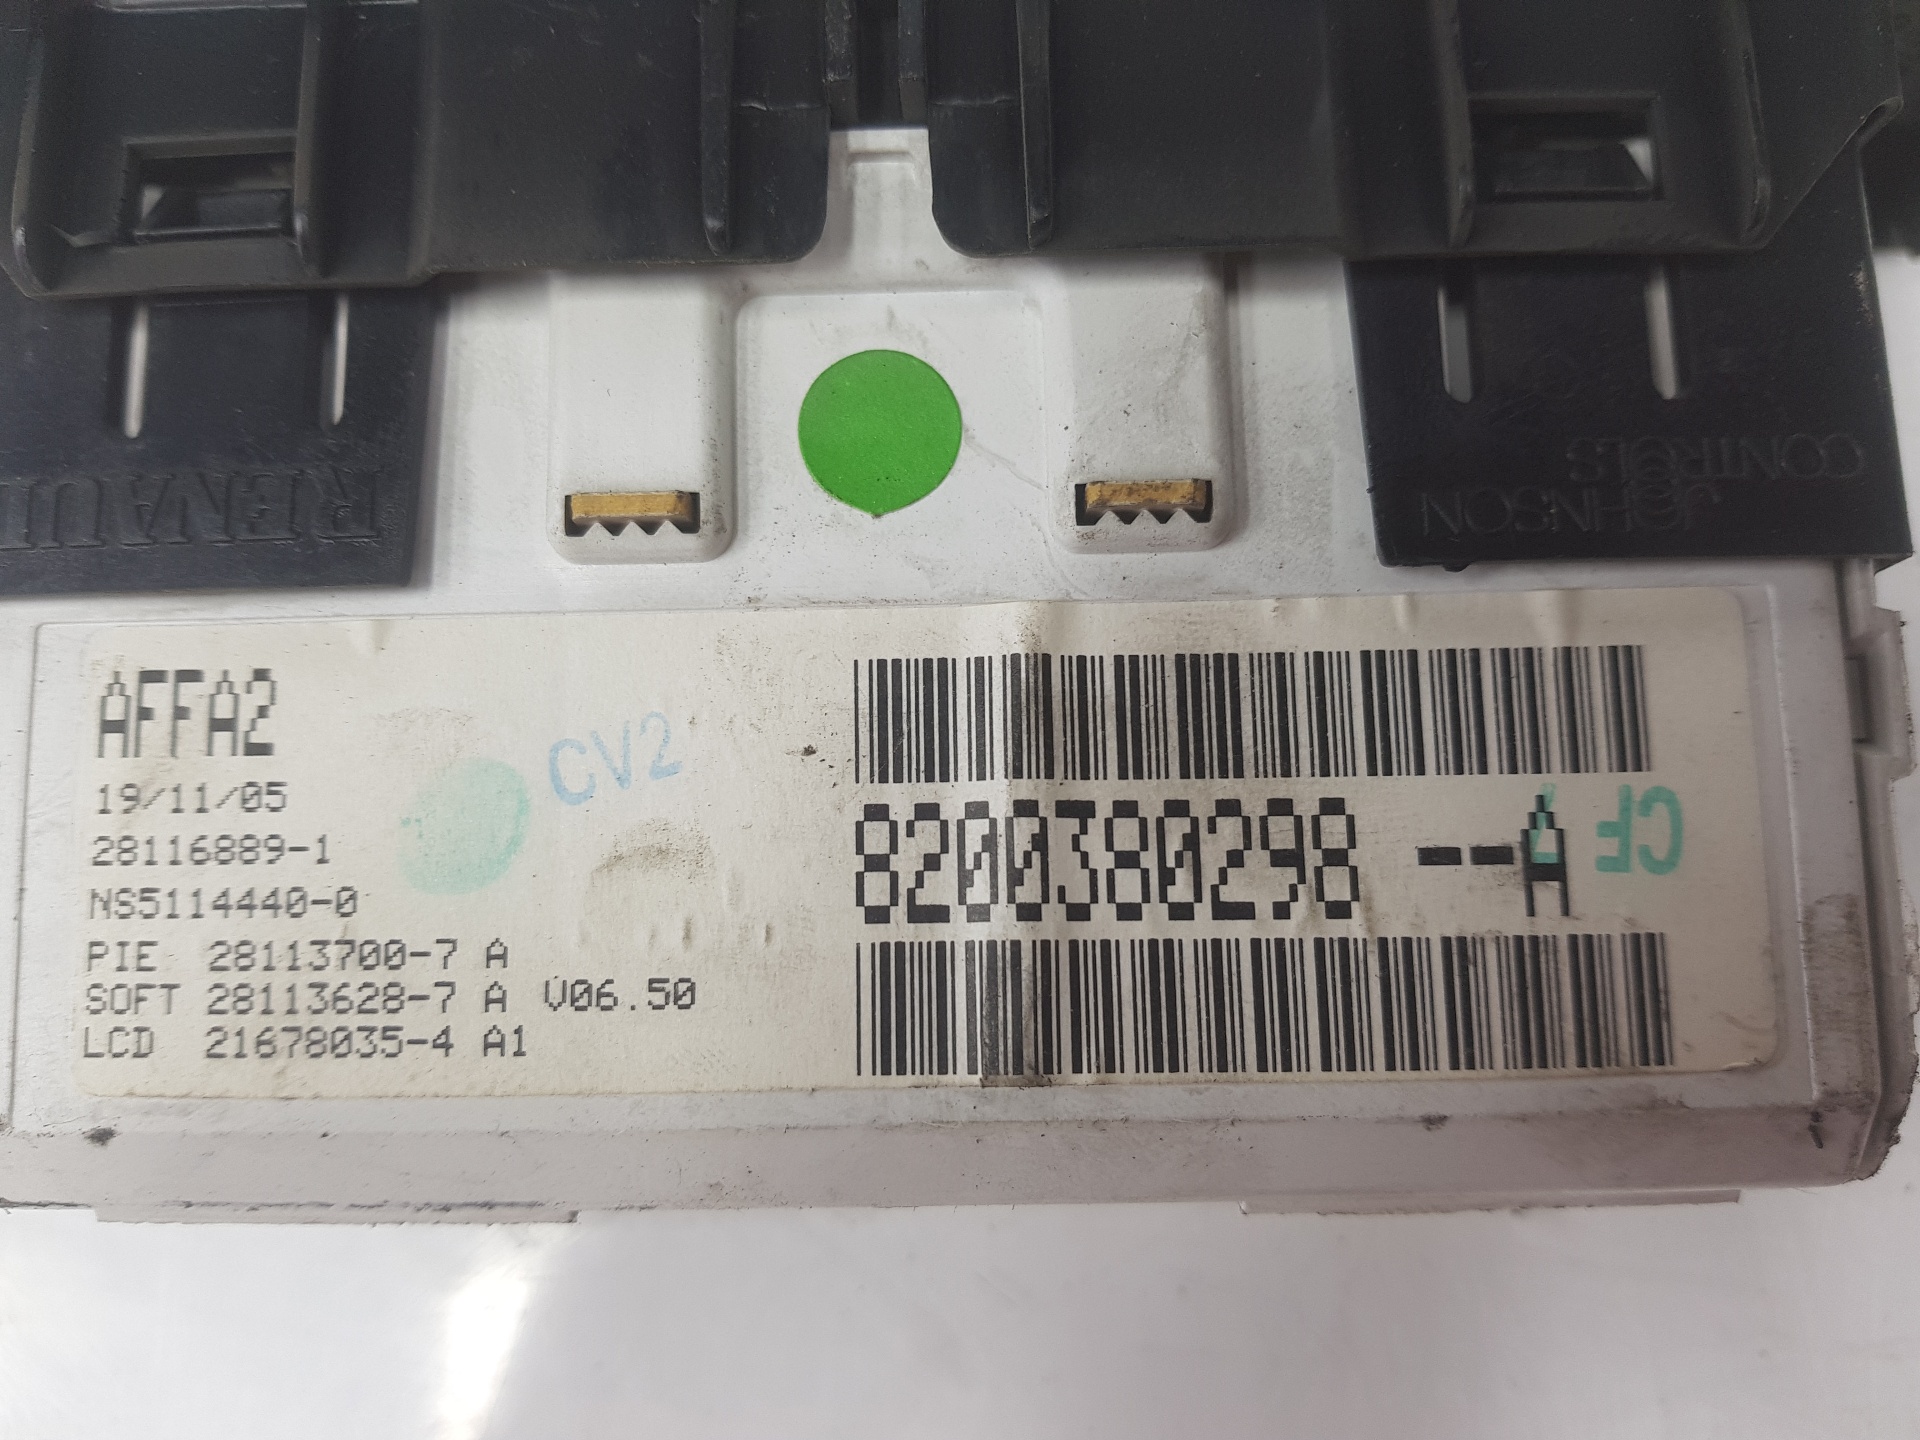 RENAUL
JOHNSON
CONTROLS
AFFA2
19/11/05
28116889-1
NS5114440-0
PIE 28113700-7 A
SOFT 28113628-7 A V06.50
LCD 21678035-4 A1
CV2
8200380298 --A
CF